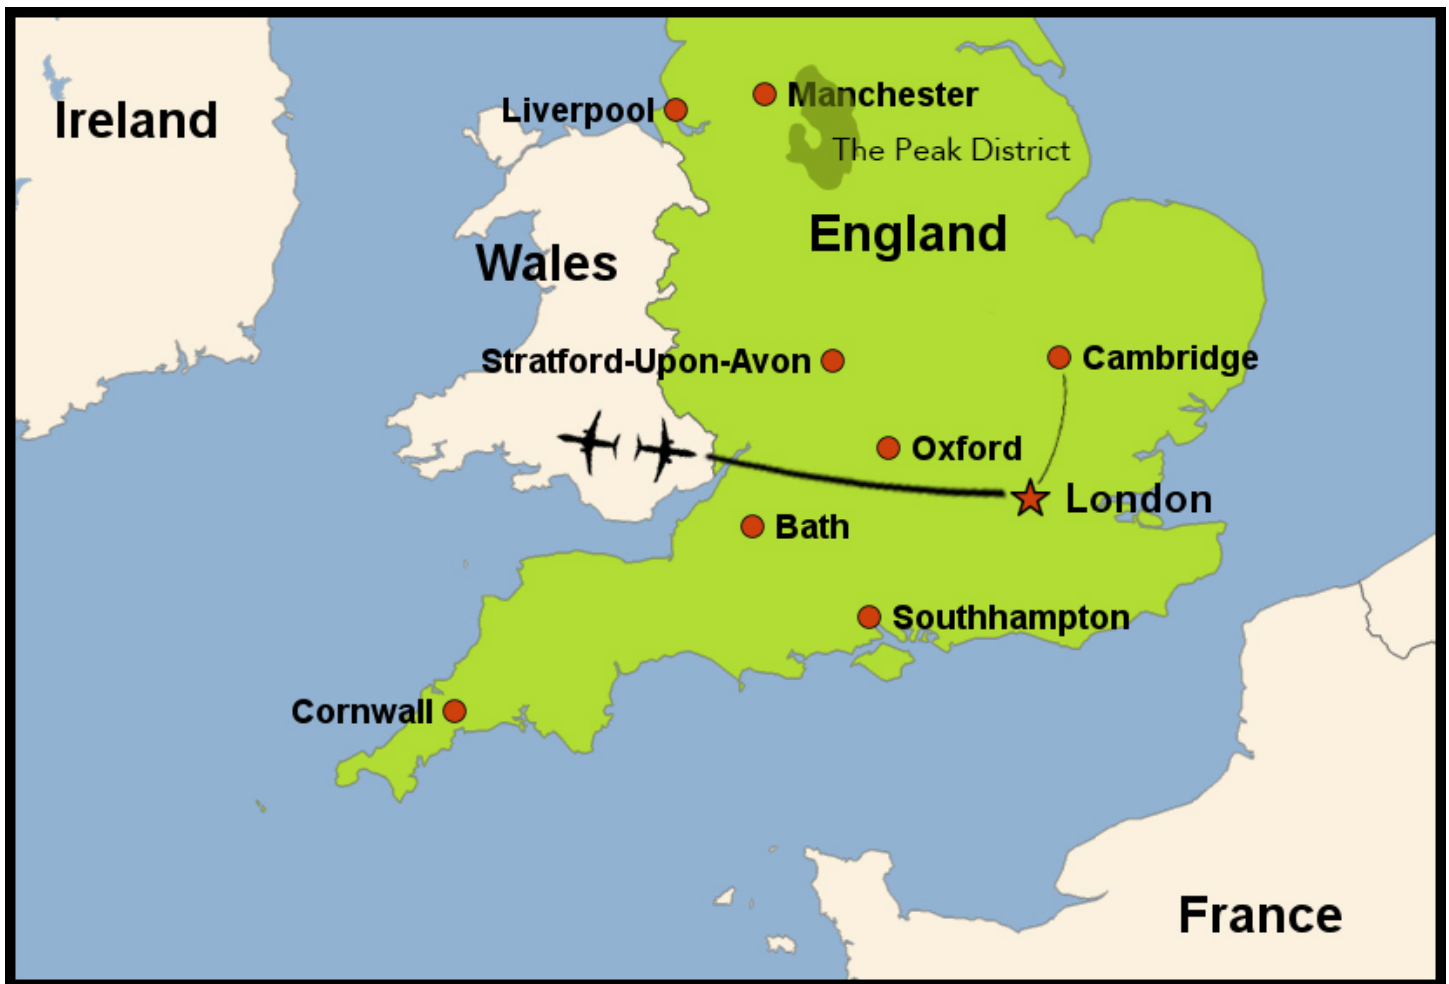 Ireland
Liverpool
Manchester
The Peak District
England
Wales
Stratford-Upon-Avon
Cambridge
Oxford
London
Bath
Southhampton
Cornwall
France